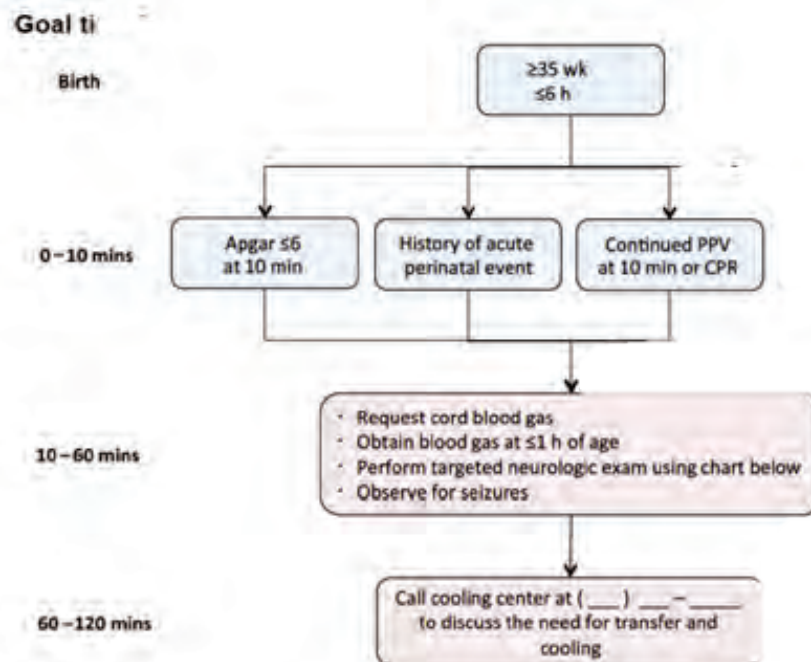 Goal ti
Birth
≥35 wk
≤6 h
0–10 mins
Apgar ≤6
at 10 min
History of acute
perinatal event
Continued PPV
at 10 min or CPR
10–60 mins
· Request cord blood gas
· Obtain blood gas at ≤1 h of age
· Perform targeted neurologic exam using chart below
· Observe for seizures
60–120 mins
Call cooling center at ( ___ ) ___ – _____
to discuss the need for transfer and
cooling